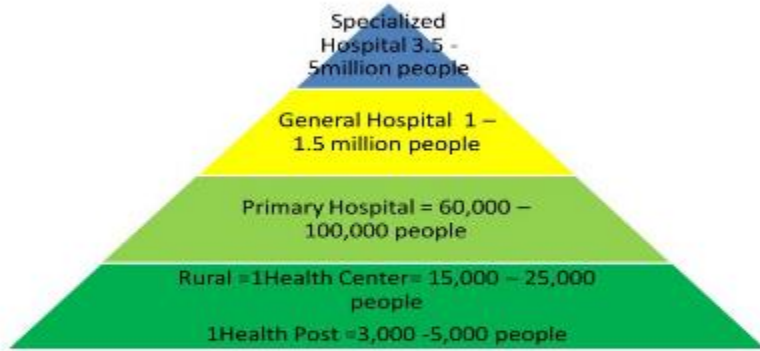 Specialized
Hospital 3.5 -
5million people
General Hospital 1 –
1.5 million people
Primary Hospital = 60,000 –
100,000 people
Rural =1Health Center= 15,000 – 25,000
people
1Health Post =3,000 -5,000 people